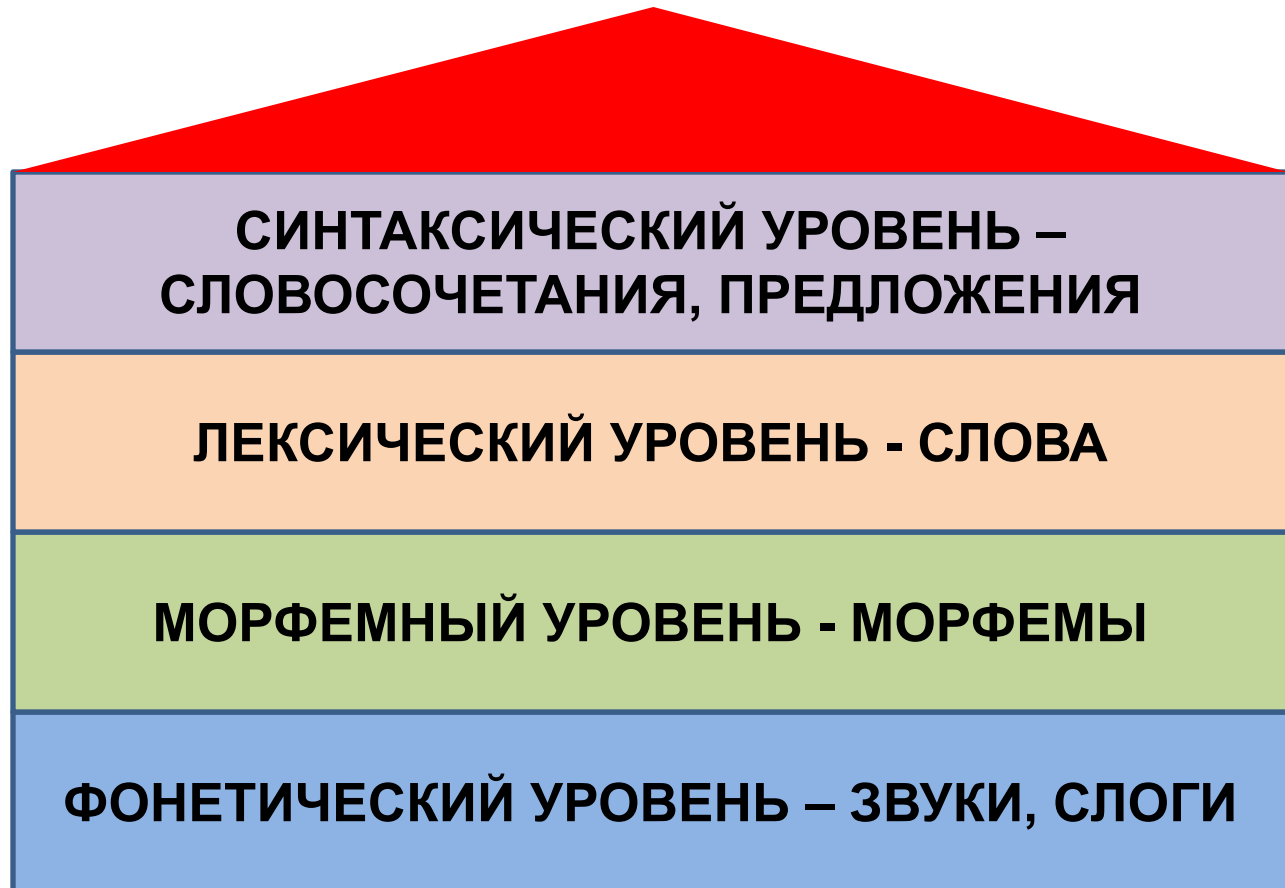 СИНТАКСИЧЕСКИЙ УРОВЕНЬ –
СЛОВОСОЧЕТАНИЯ, ПРЕДЛОЖЕНИЯ
ЛЕКСИЧЕСКИЙ УРОВЕНЬ - СЛОВА
МОРФЕМНЫЙ УРОВЕНЬ - МОРФЕМЫ
ФОНЕТИЧЕСКИЙ УРОВЕНЬ – ЗВУКИ, СЛОГИ